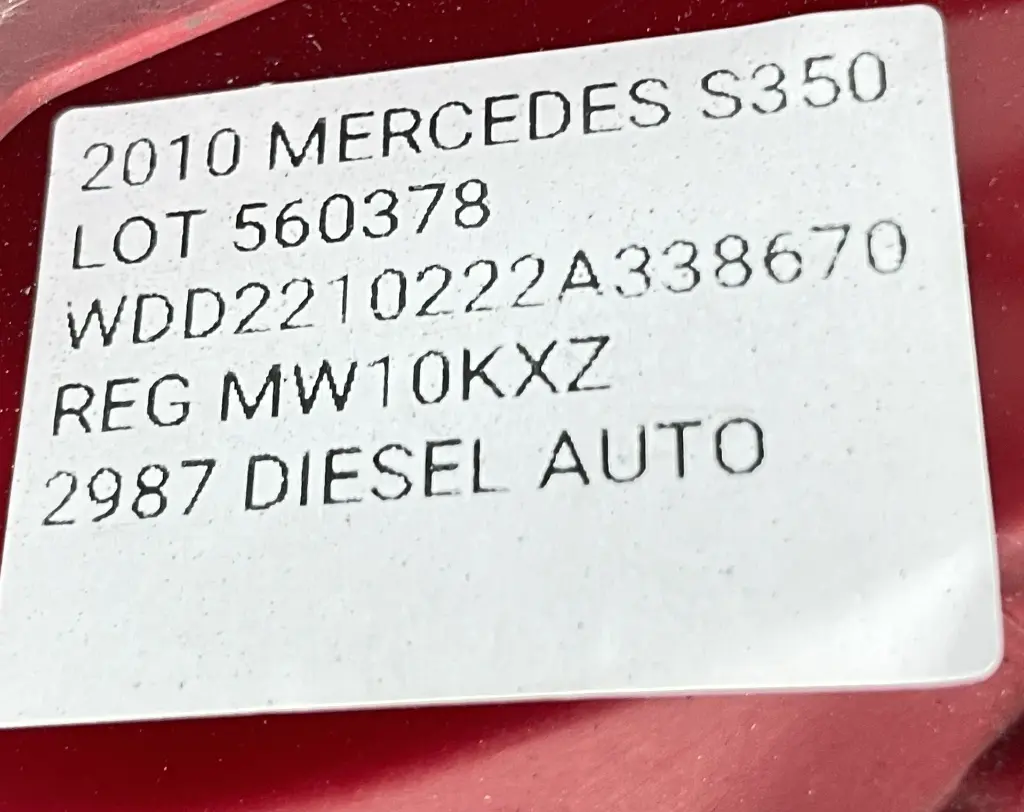 2010 MERCEDES S350
LOT 560378
WDD2210222A338670
REG MW10KXZ
2987 DIESEL AUTO